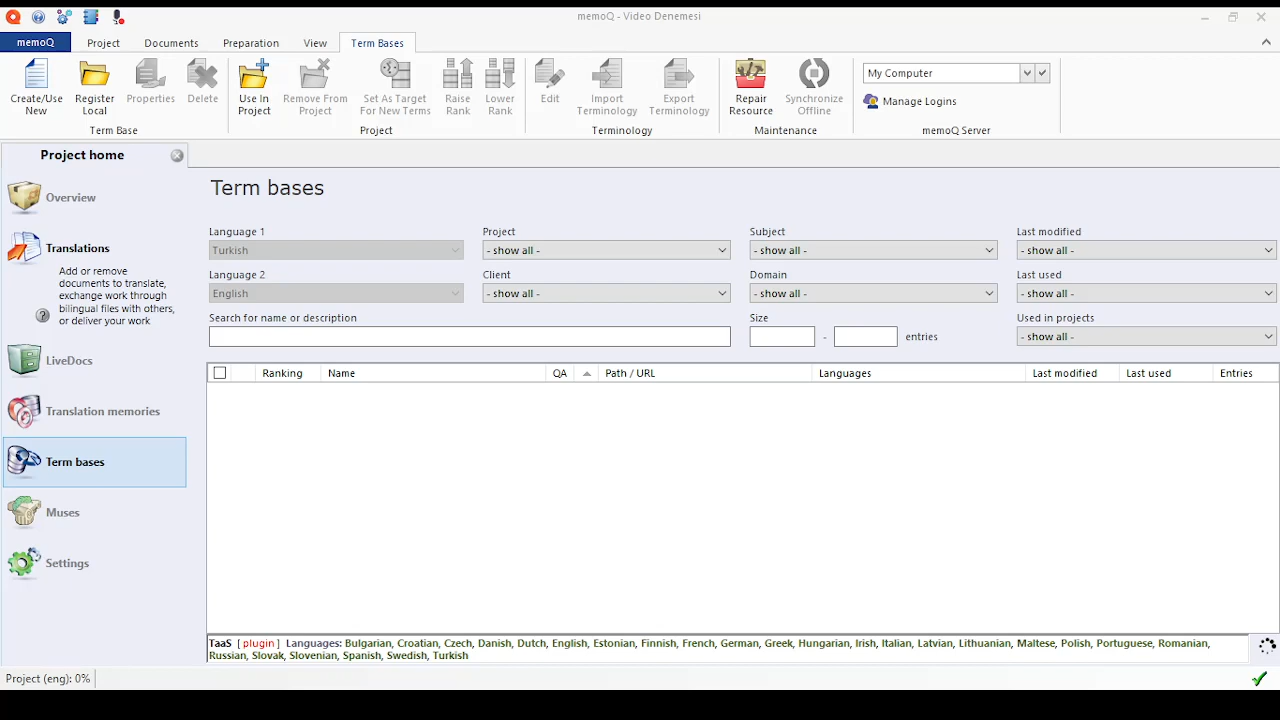 memoQ - Video Denemesi
memoQ Project Documents Preparation View Term Bases
Create/Use New
Register Local
Properties
Delete
Term Base
Use In Project
Remove From Project
Set As Target For New Terms
Raise Rank
Lower Rank
Project
Edit
Import Terminology
Export Terminology
Terminology
Repair Resource
Synchronize Offline
Maintenance
My Computer
Manage Logins
memoQ Server
Project home
Overview
Translations
Add or remove
documents to translate,
exchange work through
bilingual files with others,
or deliver your work
LiveDocs
Translation memories
Term bases
Muses
Settings
Term bases
Language 1 Project Subject Last modified
Turkish - show all - - show all - - show all -
Language 2 Client Domain Last used
English - show all - - show all - - show all -
Search for name or description Size Used in projects
- entries - show all -
Ranking Name QA Path / URL Languages Last modified Last used Entries
TaaS [ plugin ] Languages: Bulgarian, Croatian, Czech, Danish, Dutch, English, Estonian, Finnish, French, German, Greek, Hungarian, Irish, Italian, Latvian, Lithuanian, Maltese, Polish, Portuguese, Romanian,
Russian, Slovak, Slovenian, Spanish, Swedish, Turkish
Project (eng): 0%